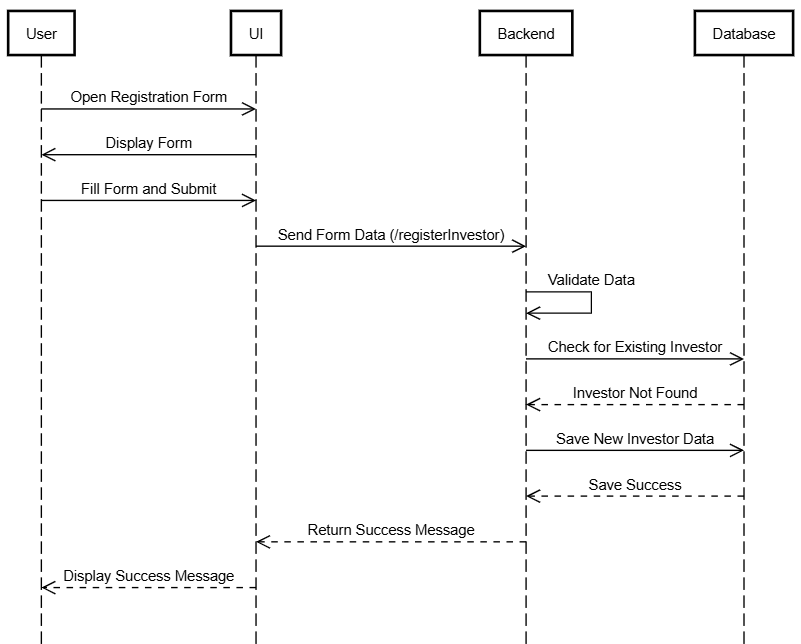 User
UI
Backend
Database
Open Registration Form
Display Form
Fill Form and Submit
Send Form Data (/registerInvestor)
Validate Data
Check for Existing Investor
Investor Not Found
Save New Investor Data
Save Success
Return Success Message
Display Success Message